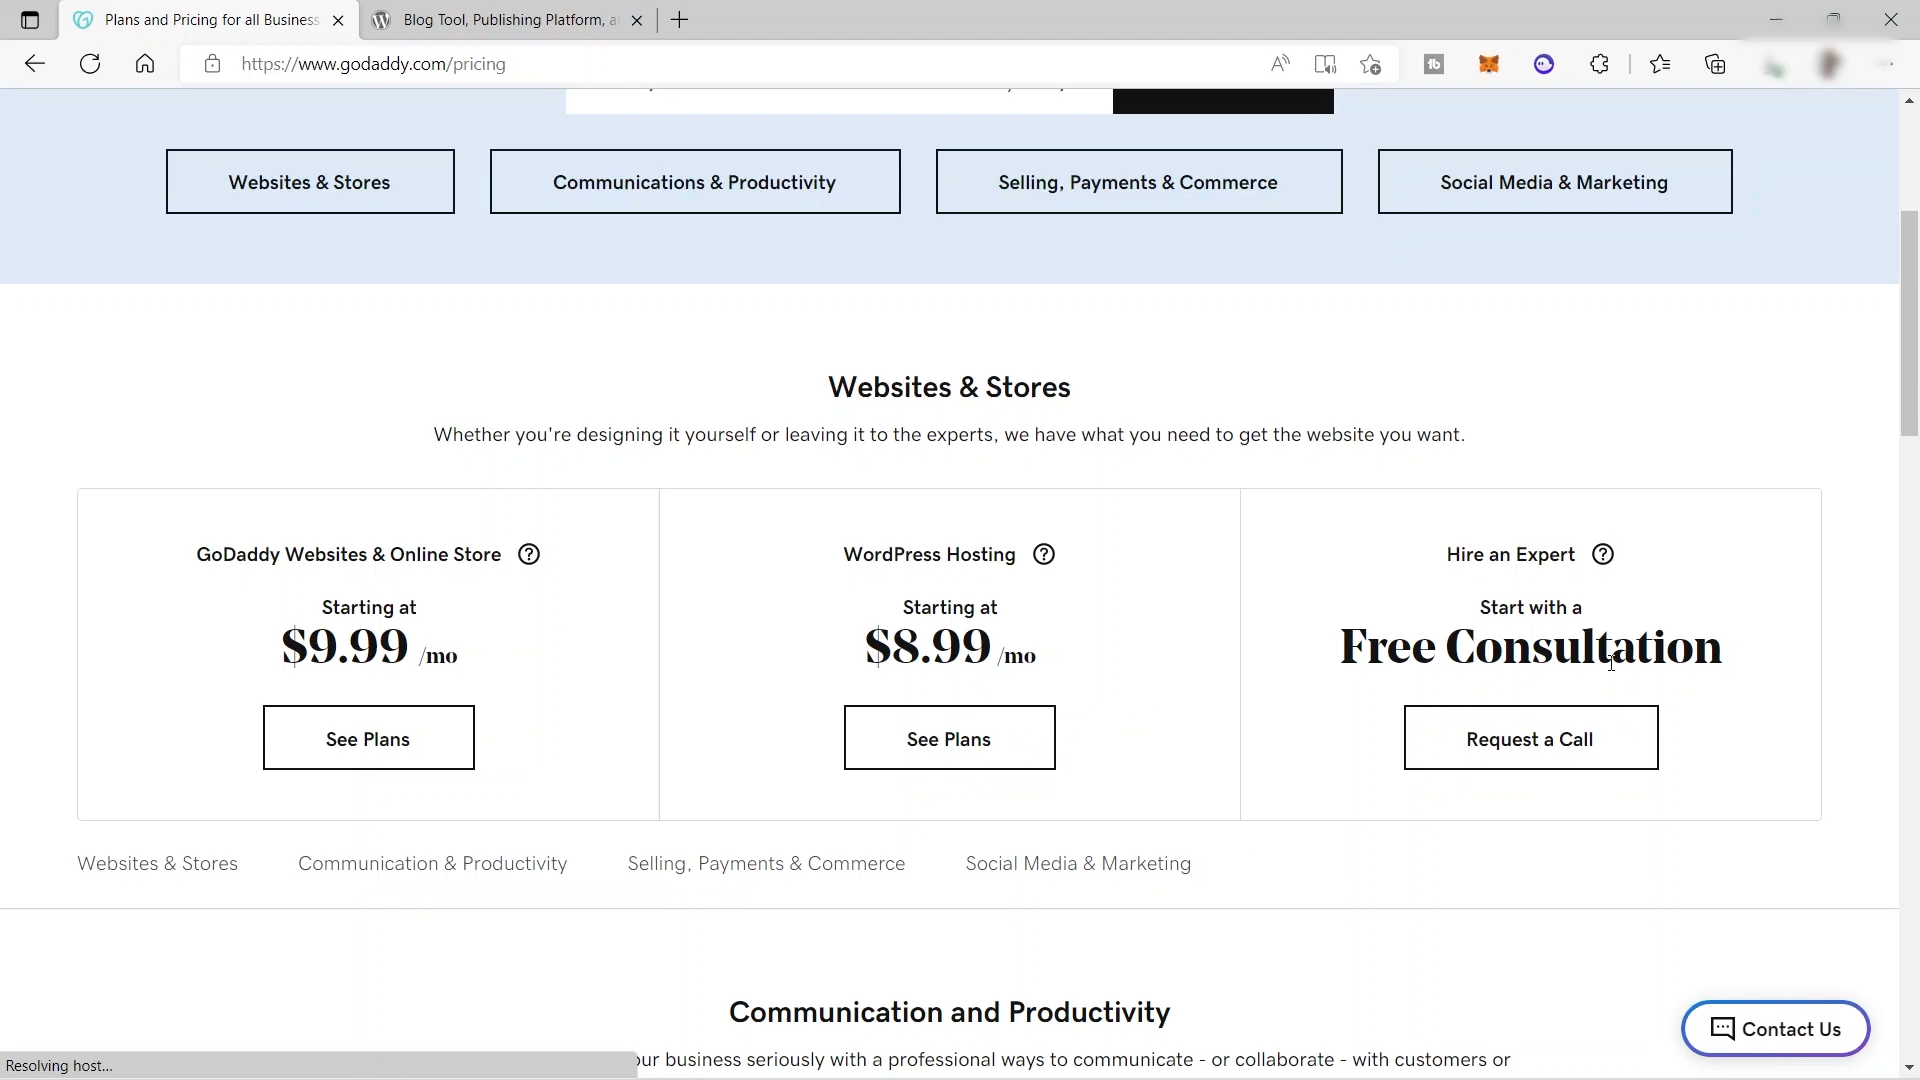 Plans and Pricing for all Business
Blog Tool, Publishing Platform, a
https://www.godaddy.com/pricing
Websites & Stores
Communications & Productivity
Selling, Payments & Commerce
Social Media & Marketing
Websites & Stores
Whether you're designing it yourself or leaving it to the experts, we have what you need to get the website you want.
GoDaddy Websites & Online Store ?
Starting at
$9.99 /mo
See Plans
WordPress Hosting ?
Starting at
$8.99 /mo
See Plans
Hire an Expert ?
Start with a
Free Consultation
Request a Call
Websites & Stores
Communication & Productivity
Selling, Payments & Commerce
Social Media & Marketing
Communication and Productivity
our business seriously with a professional ways to communicate - or collaborate - with customers or
Contact Us
Resolving host...